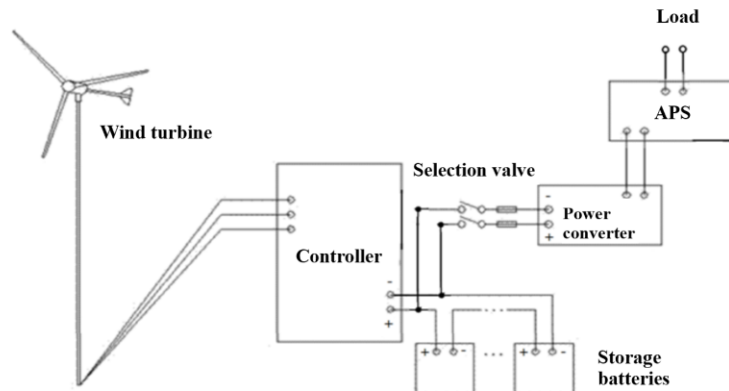 Load
APS
Wind turbine
Selection valve
-
Power
converter
+
Controller
-
+
+ - ... + -
Storage
batteries